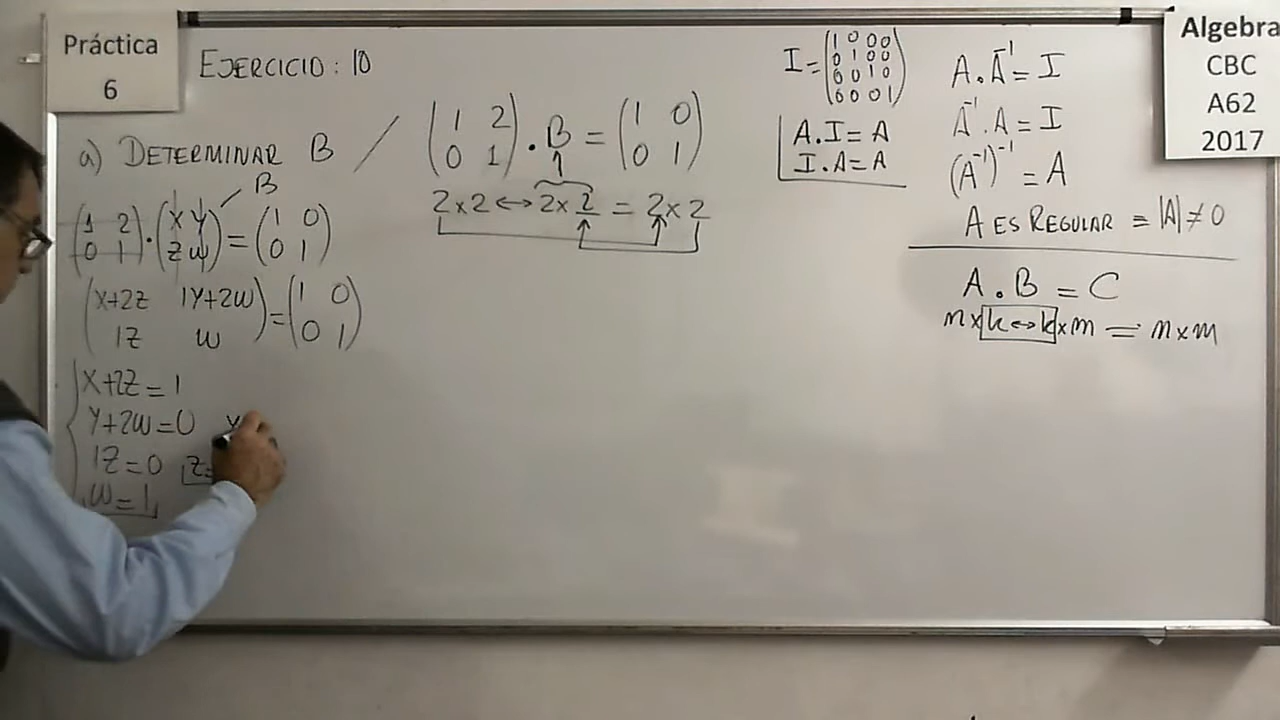 Práctica
6
EJERCICIO: 10
a) DETERMINAR B / (1 2 0 1) . B = (1 0 0 1)
2x2 ↔ 2x2 = 2x2
(1 2 0 1) . (X Y Z W) = (1 0 0 1)
B
(X+2Z 1Y+2W 1Z W) = (1 0 0 1)
X+2Z = 1
Y+2W = 0
1Z = 0 Z=
W = 1
I = (1 0 0 0 0 1 0 0 0 0 1 0 0 0 0 1)
A.I = A
I.A = A
A.A⁻¹ = I
A⁻¹.A = I
(A⁻¹)⁻¹ = A
A ES REGULAR = |A| ≠ 0
A . B = C
n x k ↔ k x m = n x m
Algebra
CBC
A62
2017